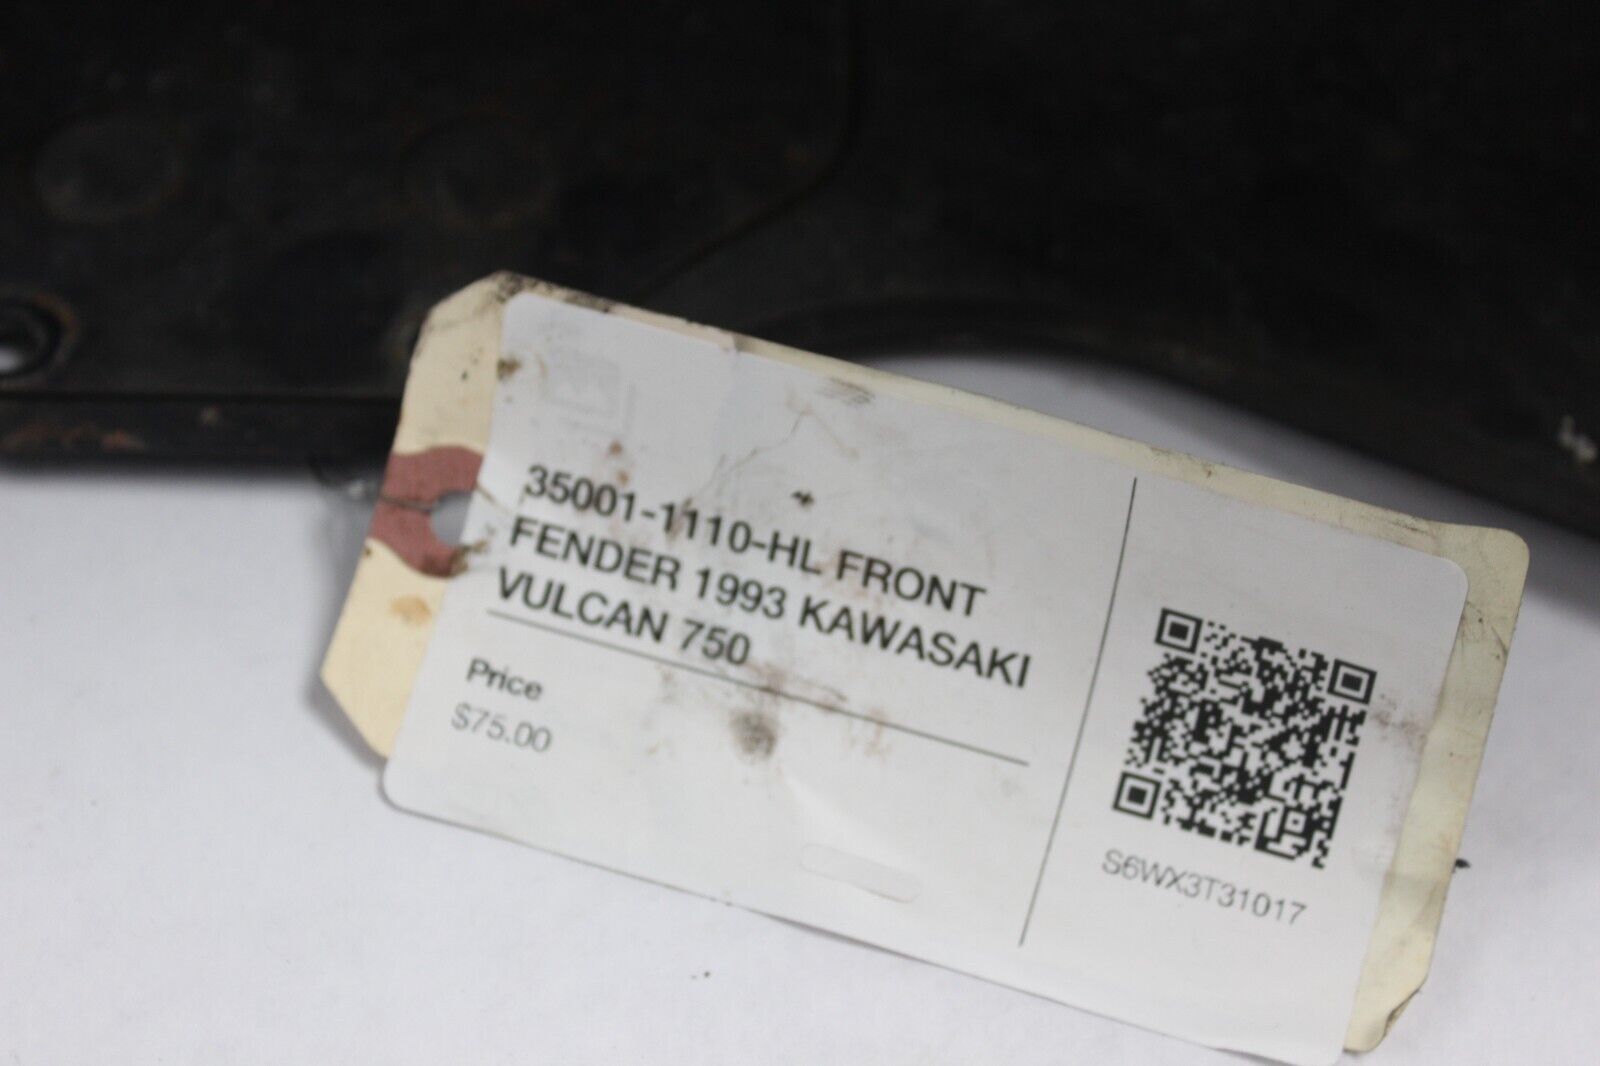 35001-1110-HL FRONT
FENDER 1993 KAWASAKI
VULCAN 750
Price
$75.00
S6WX3T31017